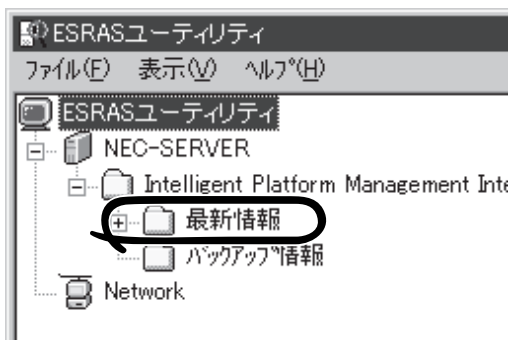 ESRASユーティリティ
ﾌｧｲﾙ(F) 表示(V) ﾍﾙﾌﾟ(H)
ESRASユーティリティ
NEC-SERVER
Intelligent Platform Management Inte
最新情報
ﾊﾞｯｸｱｯﾌﾟ情報
Network